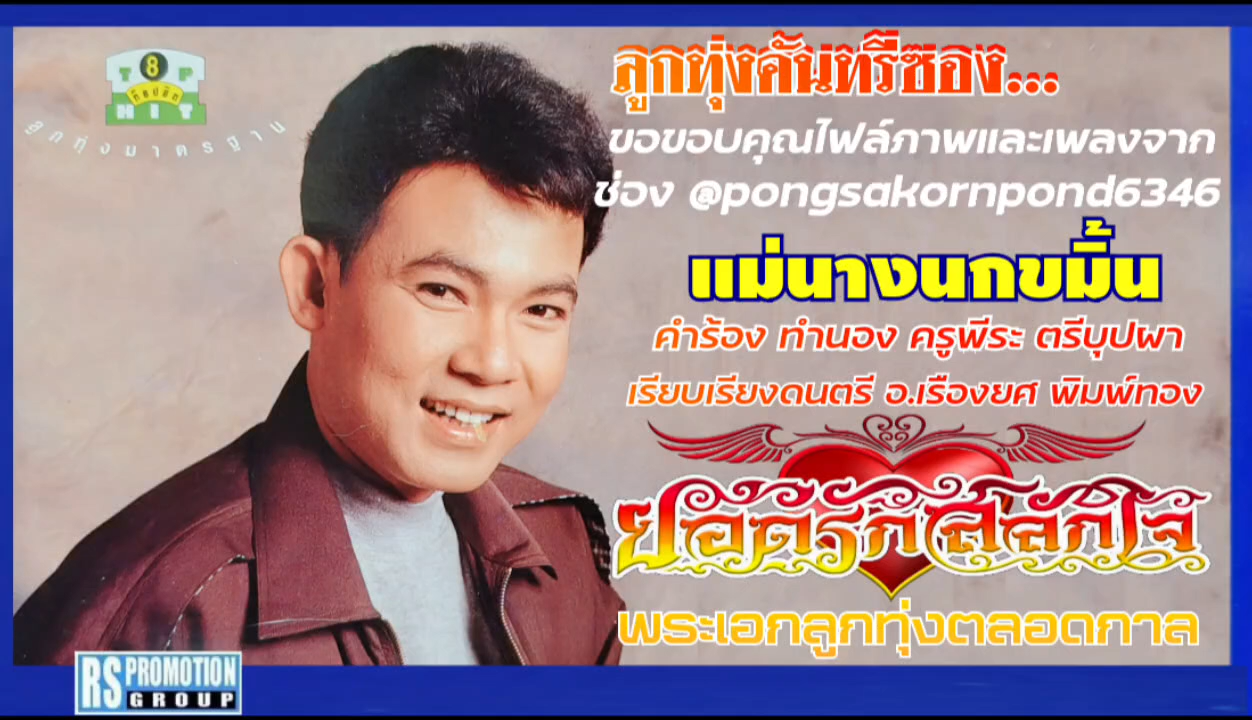 8
TOP
ท็อปฮิต
HIT
ลูกทุ่งมาตรฐาน
ลูกทุ่งคันทรีซอง...
ขอขอบคุณไฟล์ภาพและเพลงจาก
ช่อง @pongsakornpond6346
แม่นางนกขมิ้น
คำร้อง ทำนอง ครูพีระ ตรีบุปผา
เรียบเรียงดนตรี อ.เรืองยศ พิมพ์ทอง
ยอดรัก สลักใจ
พระเอกลูกทุ่งตลอดกาล
RS PROMOTION
GROUP